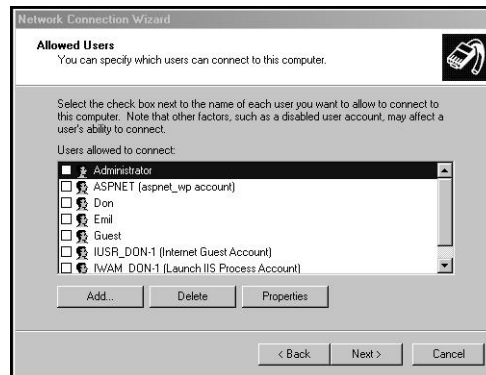 Network Connection Wizard
Allowed Users
You can specify which users can connect to this computer.
Select the check box next to the name of each user you want to allow to connect to
this computer. Note that other factors, such as a disabled user account, may affect a
user's ability to connect.
Users allowed to connect:
Administrator
ASPNET (aspnet_wp account)
Don
Emil
Guest
IUSR_DON-1 (Internet Guest Account)
IWAM_DON-1 (Launch IIS Process Account)
Add... Delete Properties
< Back Next > Cancel